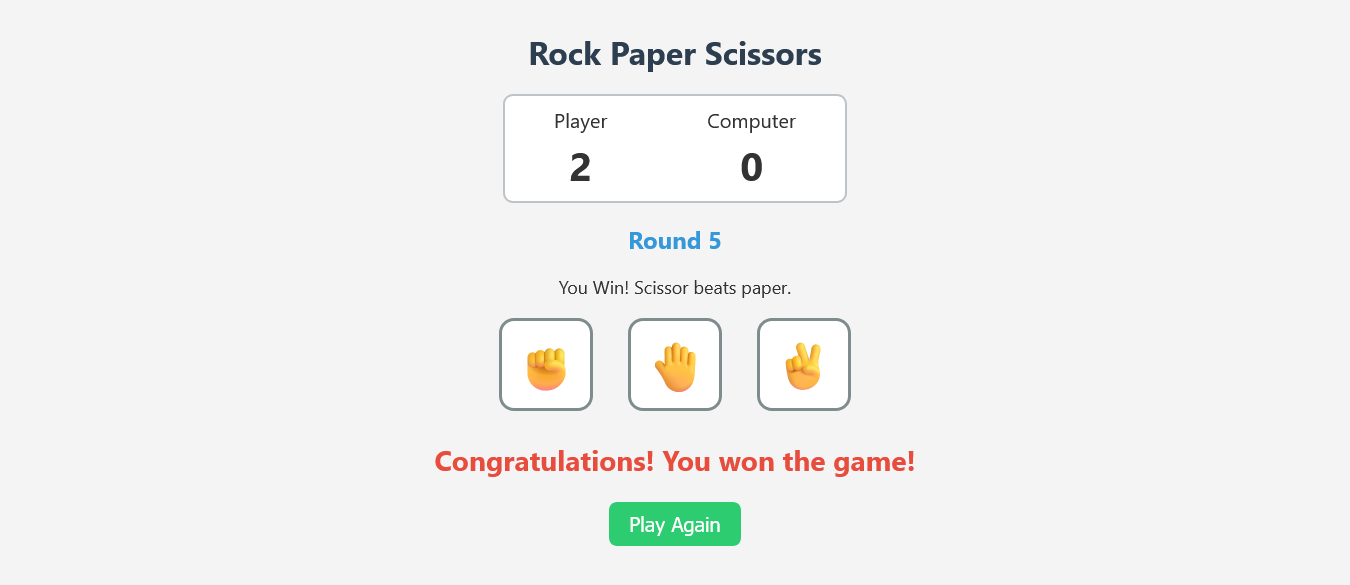 Rock Paper Scissors
Player Computer
2 0
Round 5
You Win! Scissor beats paper.
Congratulations! You won the game!
Play Again